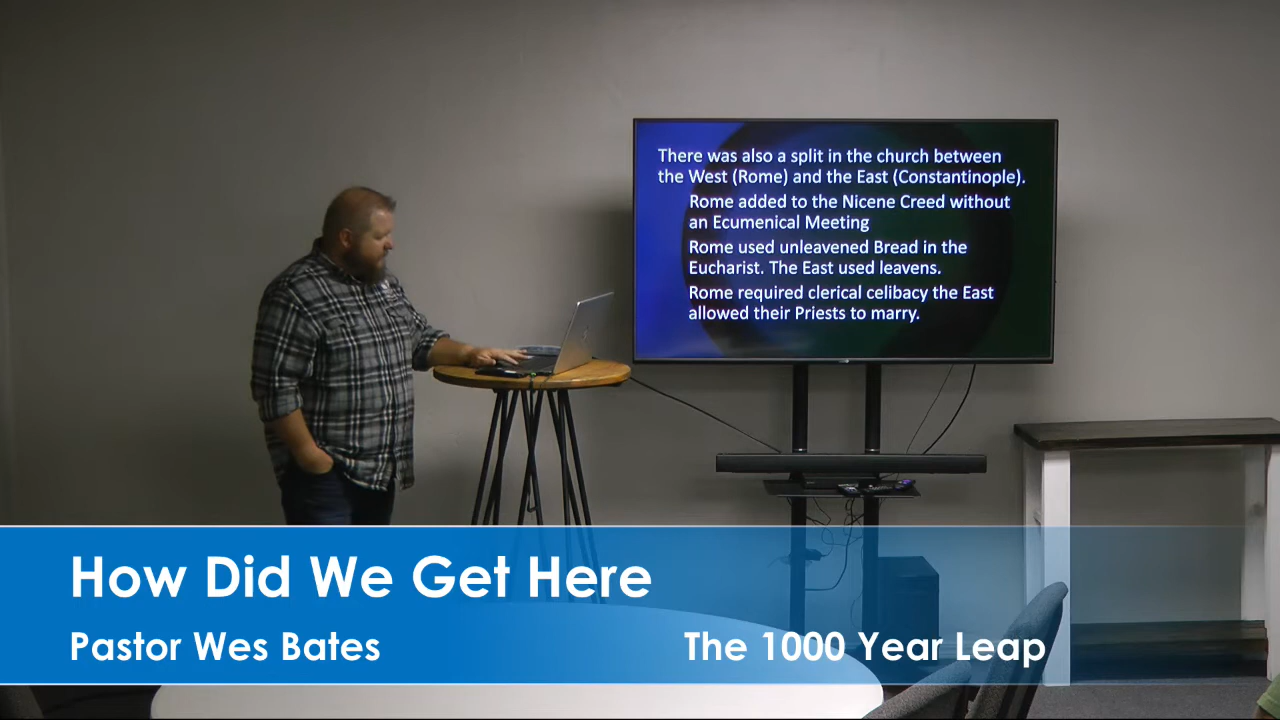 There was also a split in the church between
the West (Rome) and the East (Constantinople).
Rome added to the Nicene Creed without
an Ecumenical Meeting
Rome used unleavened Bread in the
Eucharist. The East used leavens.
Rome required clerical celibacy the East
allowed their Priests to marry.
How Did We Get Here
Pastor Wes Bates
The 1000 Year Leap